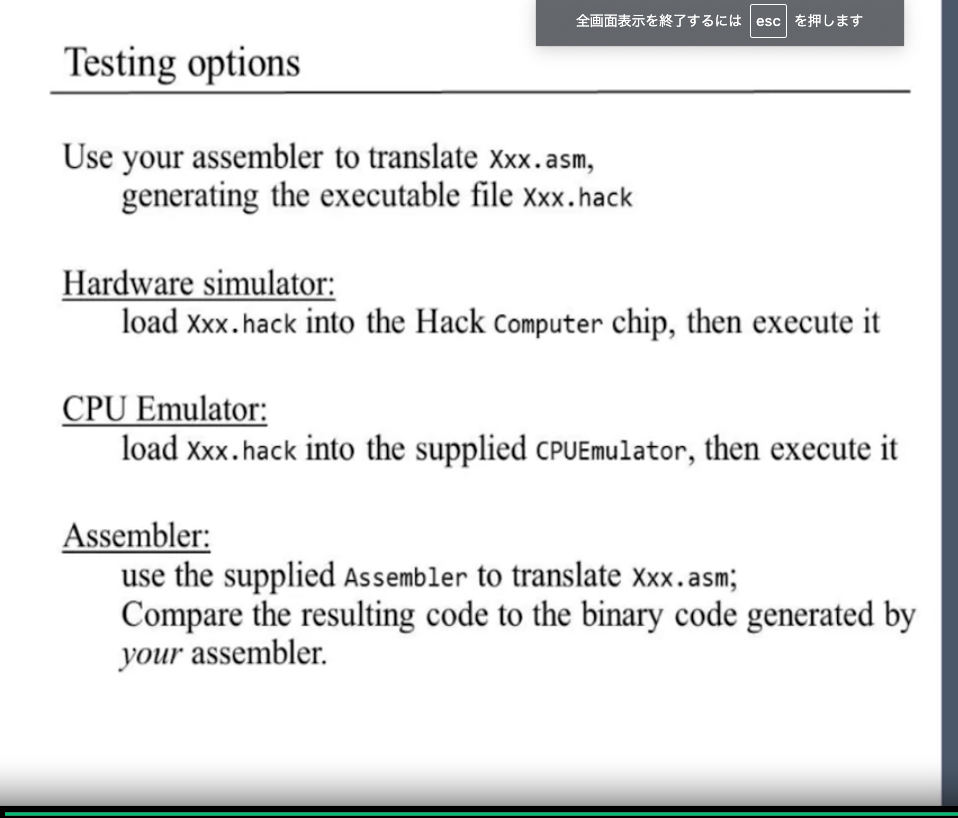 全画面表示を終了するには esc を押します
Testing options
Use your assembler to translate Xxx.asm,
generating the executable file Xxx.hack
Hardware simulator:
load Xxx.hack into the Hack Computer chip, then execute it
CPU Emulator:
load Xxx.hack into the supplied CPUEmulator, then execute it
Assembler:
use the supplied Assembler to translate Xxx.asm;
Compare the resulting code to the binary code generated by
your assembler.